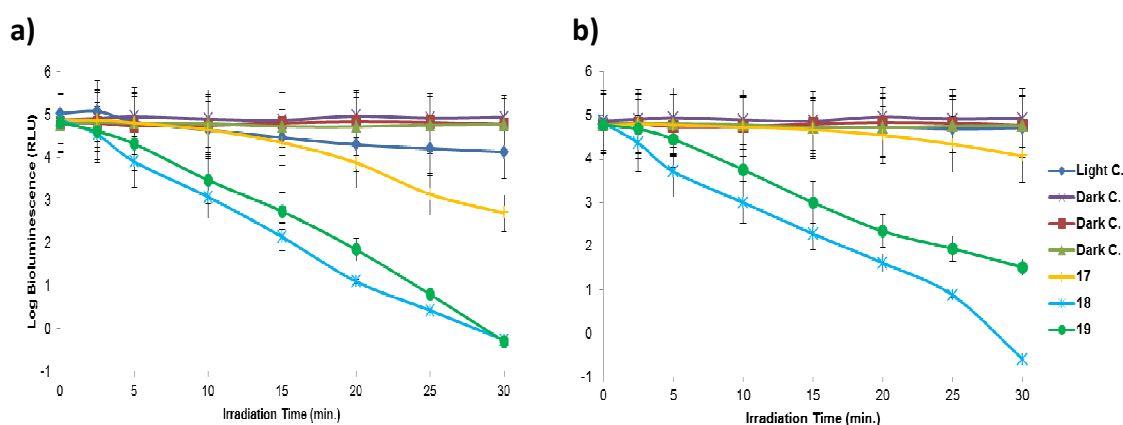 a)
6
5
4
3
2
1
0
-1
Log Bioluminescence (RLU)
0 5 10 15 20 25 30
Irradiation Time (min.)
b)
6
5
4
3
2
1
0
-1
0 5 10 15 20 25 30
Irradiation Time (min.)
Light C.
Dark C.
Dark C.
Dark C.
17
18
19